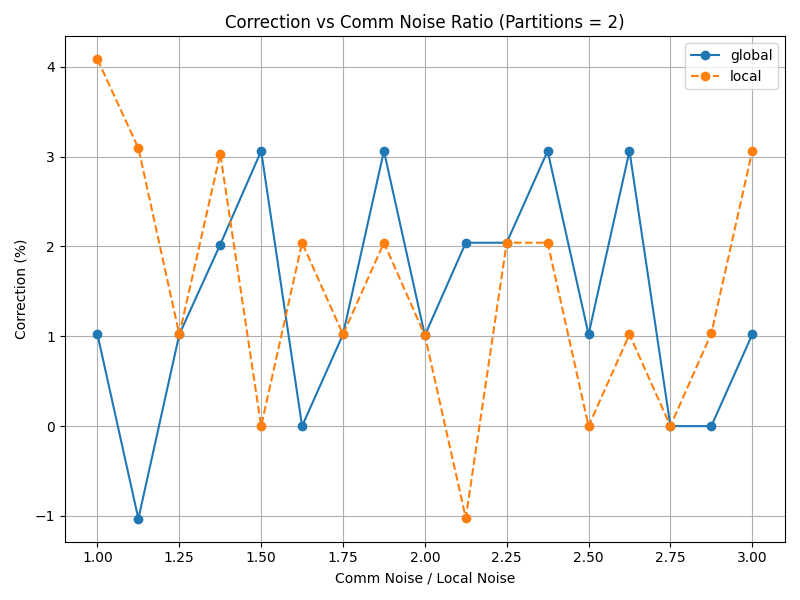 Correction vs Comm Noise Ratio (Partitions = 2)
global
local
Correction (%)
4
3
2
1
0
−1
1.00 1.25 1.50 1.75 2.00 2.25 2.50 2.75 3.00
Comm Noise / Local Noise